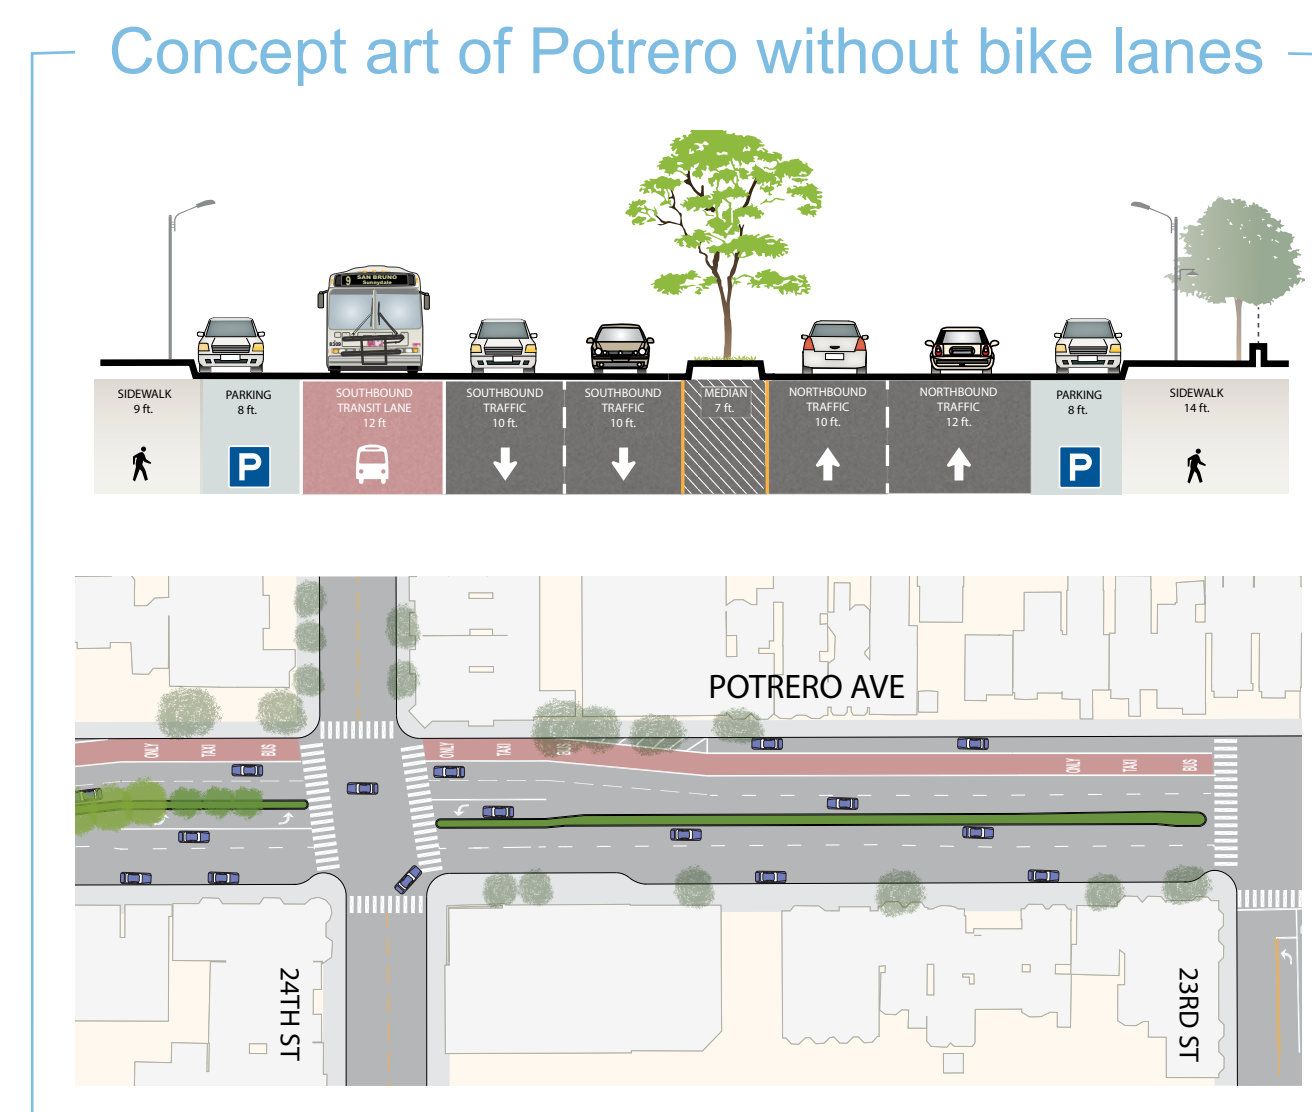 Concept art of Potrero without bike lanes
9 SAN BRUNO
Sunnydale
SIDEWALK
9 ft.
PARKING
8 ft.
P
SOUTHBOUND
TRANSIT LANE
12 ft
SOUTHBOUND
TRAFFIC
10 ft.
SOUTHBOUND
TRAFFIC
10 ft.
MEDIAN
7 ft.
NORTHBOUND
TRAFFIC
10 ft.
NORTHBOUND
TRAFFIC
12 ft.
PARKING
8 ft.
P
SIDEWALK
14 ft.
POTRERO AVE
ONLY
TAXI
BUS
ONLY
TAXI
BUS
ONLY
TAXI
BUS
24TH ST
23RD ST